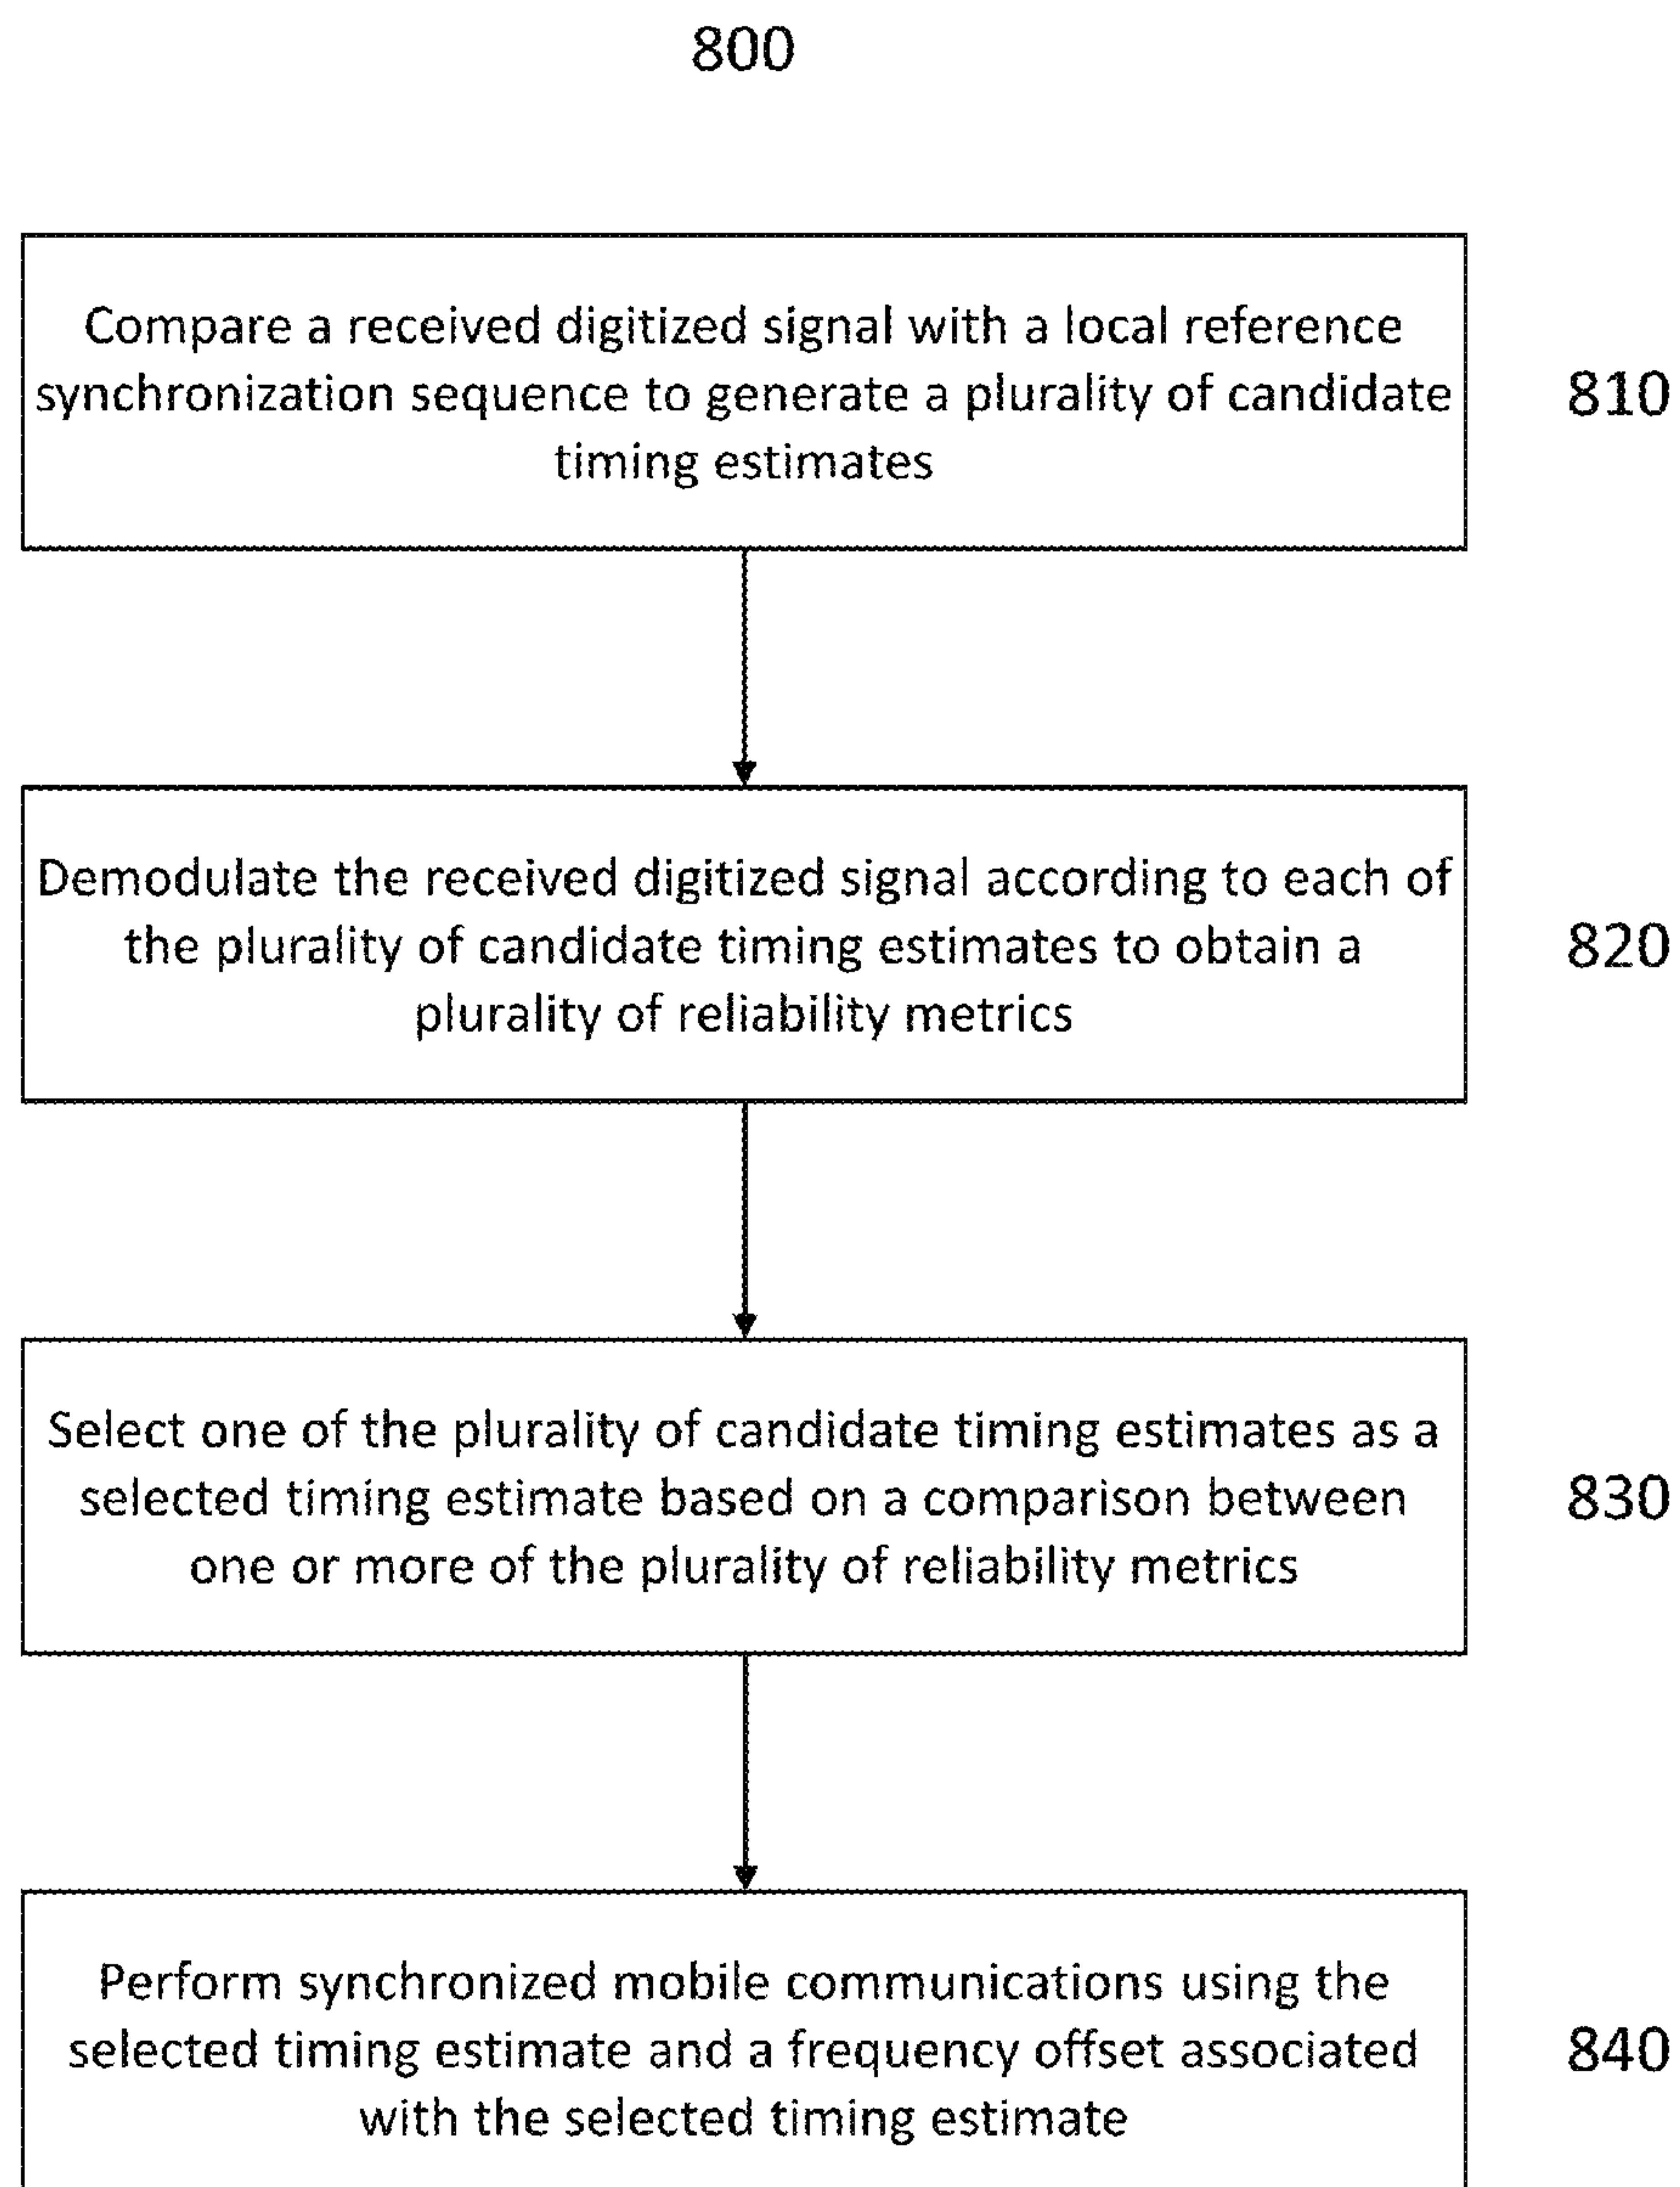 800
Compare a received digitized signal with a local reference
synchronization sequence to generate a plurality of candidate
timing estimates
810
Demodulate the received digitized signal according to each of
the plurality of candidate timing estimates to obtain a
plurality of reliability metrics
820
Select one of the plurality of candidate timing estimates as a
selected timing estimate based on a comparison between
one or more of the plurality of reliability metrics
830
Perform synchronized mobile communications using the
selected timing estimate and a frequency offset associated
with the selected timing estimate
840